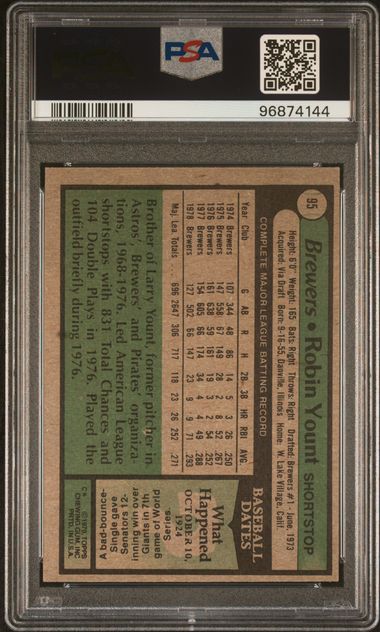 PSA
96874144
95
Brewers • Robin Yount SHORTSTOP
Height: 6'0" Weight: 165 Bats: Right Throws: Right Drafted: Brewers #1 - June, 1973
Acquired: Via Draft Born: 9-16-55, Danville, Illinois Home: W. Lake Village, Calif.
COMPLETE MAJOR LEAGUE BATTING RECORD
Year Club G AB R H 2B 3B HR RBI AVG.
1974 Brewers 107 344 48 86 14 5 3 26 .250
1975 Brewers 147 558 67 149 28 2 8 52 .267
1976 Brewers 161 638 59 161 19 3 2 54 .252
1977 Brewers 154 605 66 174 34 4 4 49 .288
1978 Brewers 127 502 66 147 23 9 9 71 .293
Maj. Lea. Totals 696 2647 306 717 118 23 26 252 .271
Brother of Larry Yount, former pitcher in
Astros', Brewers' and Pirates' organiza-
tions, 1968-1976. Led American League
shortstops with 831 Total Chances and
104 Double Plays in 1976. Played the
outfield briefly during 1976.
BASEBALL
DATES
What
Happened
OCTOBER 10,
1924
A bad-bounce
single gave
Senators 12-
inning win over
Giants in 7th
game of World
Series.
© 1979 TOPPS
CHEWING GUM, INC.
PRTD. IN U.S.A.